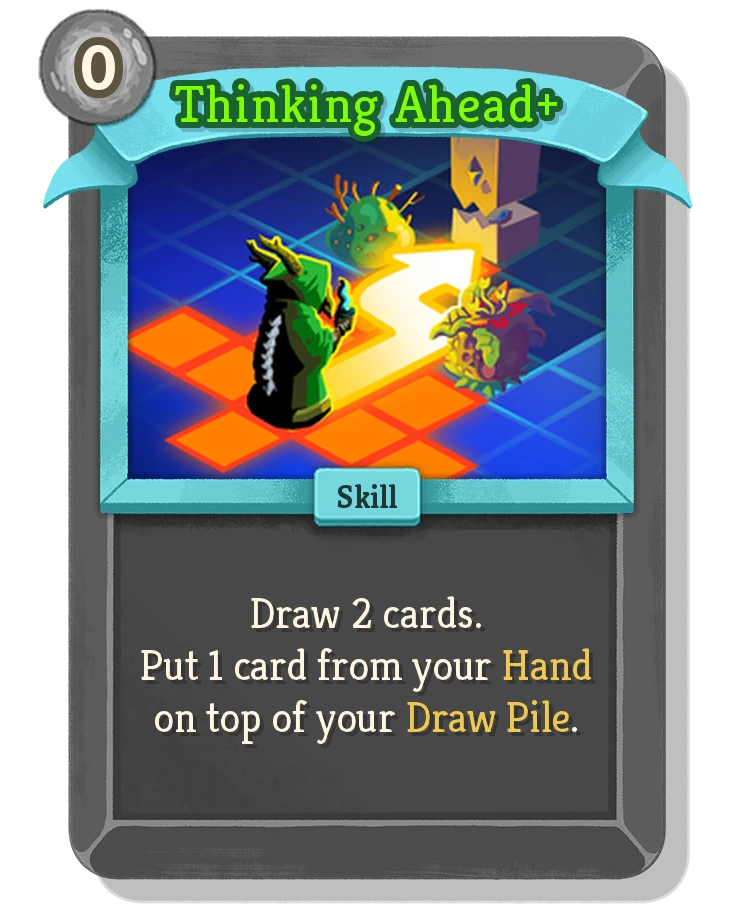 0
Thinking Ahead+
Skill
Draw 2 cards.
Put 1 card from your Hand
on top of your Draw Pile.